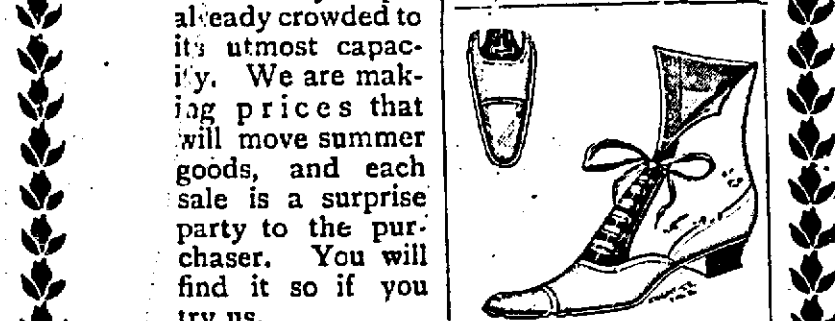 already crowded to
its utmost capac-
ity. We are mak-
ing prices that
will move summer
goods, and each
sale is a surprise
party to the pur-
chaser. You will
find it so if you
try us.